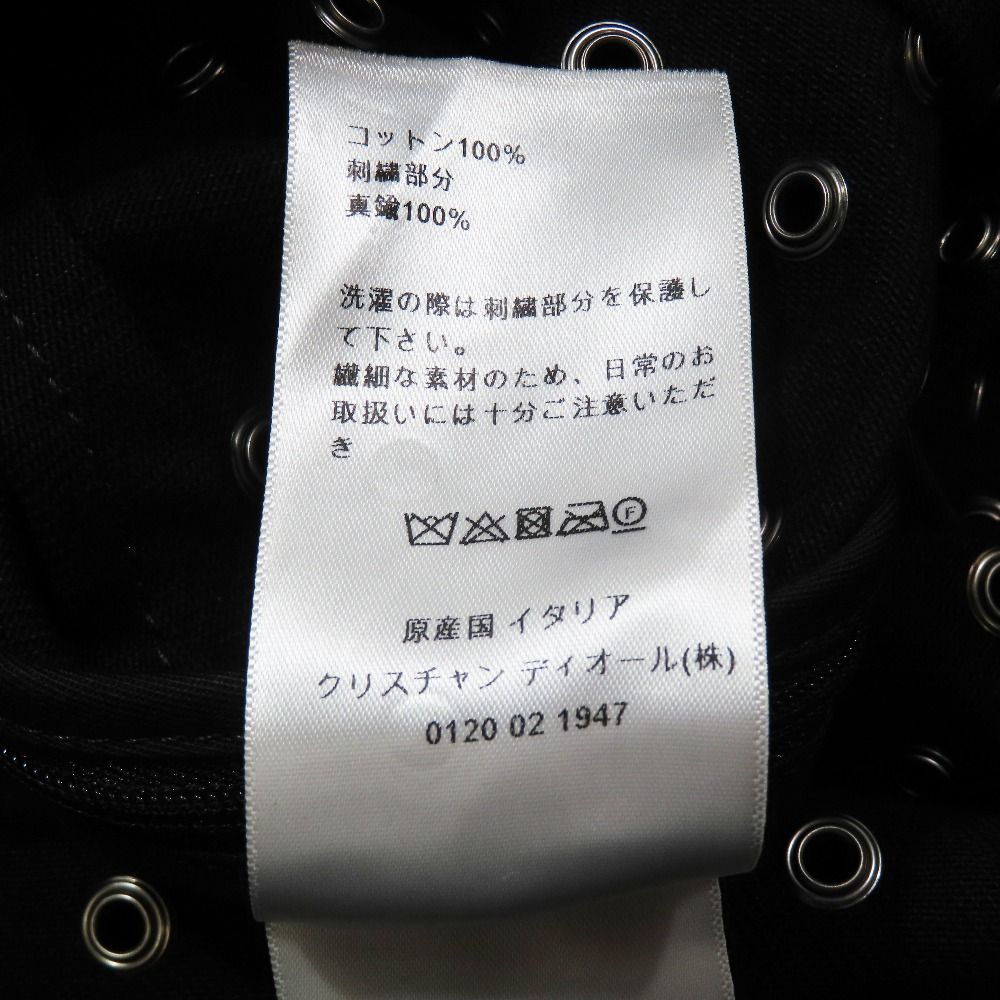 コットン100%
刺繍部分
真鍮100%
洗濯の際は刺繍部分を保護し
て下さい。
繊細な素材のため、日常のお
取扱いには十分ご注意いただ
き
F
原産国 イタリア
クリスチャン ディオール(株)
0120 02 1947